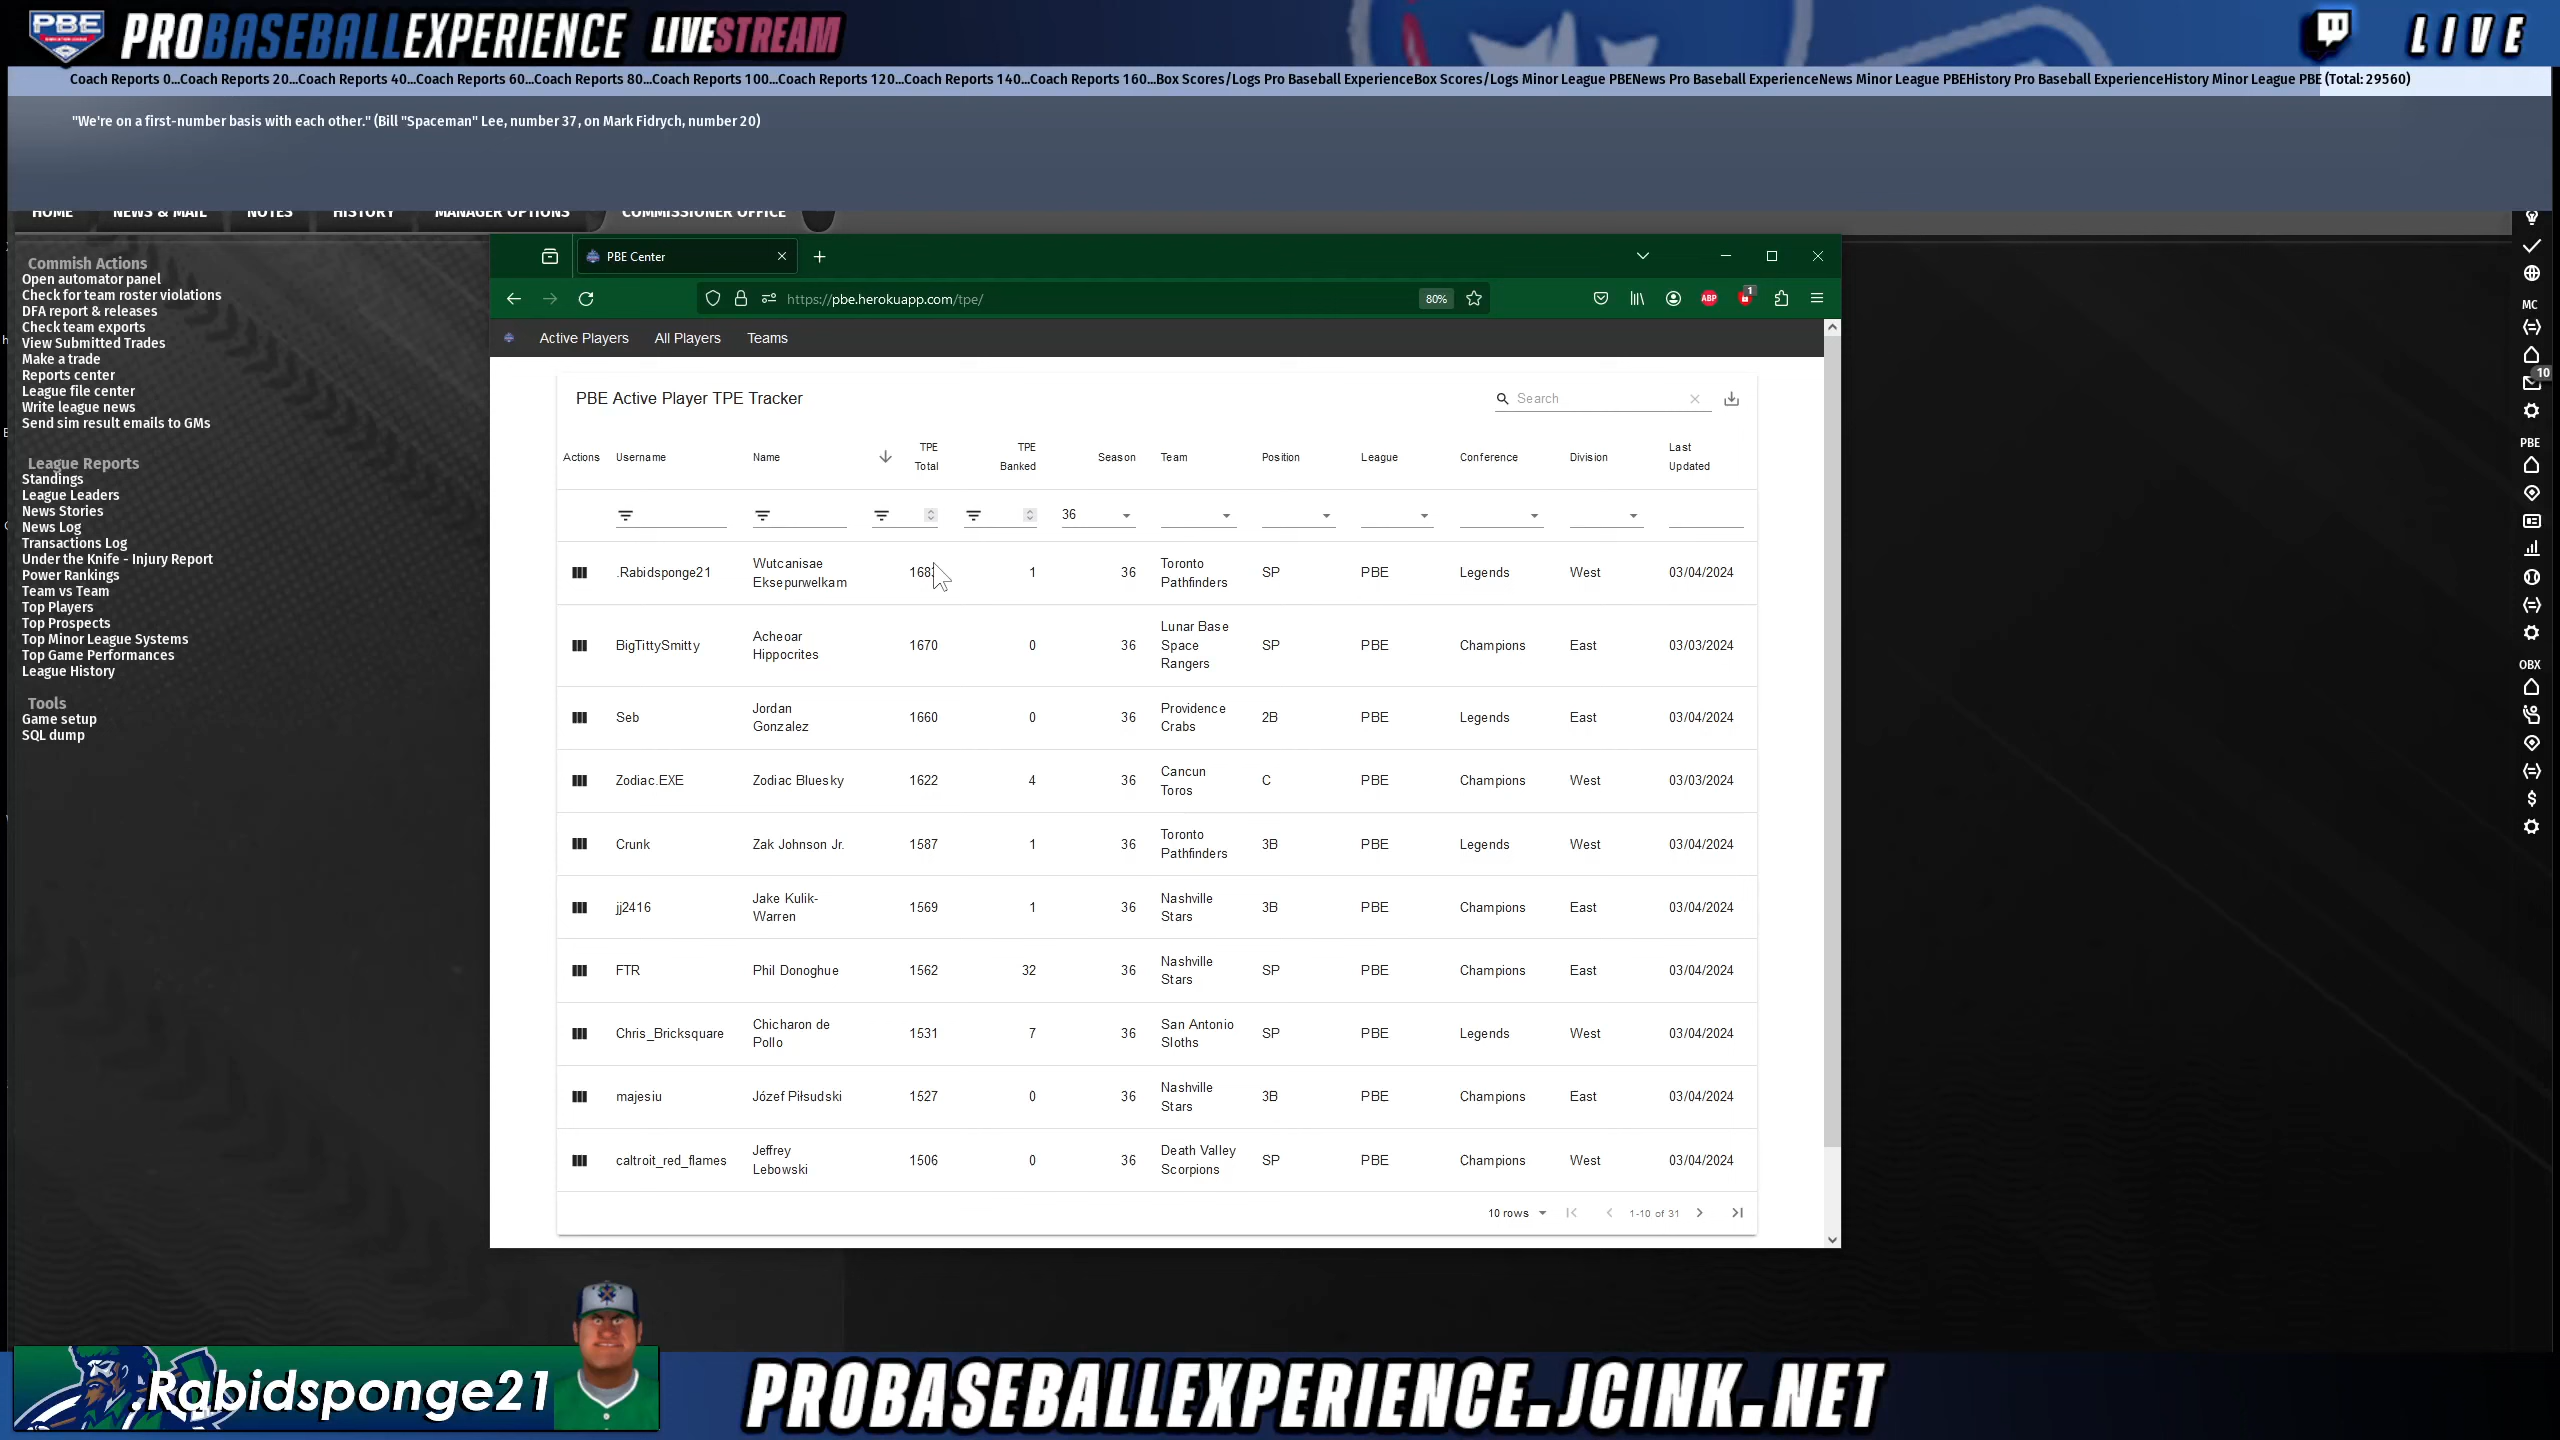 PBE PROBASEBALLEXPERIENCE LIVESTREAM LIVE
Coach Reports 0...Coach Reports 20...Coach Reports 40...Coach Reports 60...Coach Reports 80...Coach Reports 100...Coach Reports 120...Coach Reports 140...Coach Reports 160...Box Scores/Logs Pro Baseball ExperienceBox Scores/Logs Minor League PBENews Pro Baseball ExperienceNews Minor League PBEHistory Pro Baseball ExperienceHistory Minor League PBE (Total: 29560)
"We're on a first-number basis with each other." (Bill "Spaceman" Lee, number 37, on Mark Fidrych, number 20)
HOME NEWS & MAIL NOTES HISTORY MANAGER OPTIONS COMMISSIONER OFFICE
Commish Actions
Open automator panel
Check for team roster violations
DFA report & releases
Check team exports
View Submitted Trades
Make a trade
Reports center
League file center
Write league news
Send sim result emails to GMs
League Reports
Standings
League Leaders
News Stories
News Log
Transactions Log
Under the Knife - Injury Report
Power Rankings
Team vs Team
Top Players
Top Prospects
Top Minor League Systems
Top Game Performances
League History
Tools
Game setup
SQL dump
PBE Center
https://pbe.herokuapp.com/tpe/ 80% ABP 1
Active Players All Players Teams
PBE Active Player TPE Tracker Search
Actions Username Name TPE Total TPE Banked Season Team Position League Conference Division Last Updated
36
.Rabidsponge21 Wutcanisae Eksepurwelkam 1 36 Toronto Pathfinders SP PBE Legends West 03/04/2024
BigTittySmitty Acheoar Hippocrites 1670 0 36 Lunar Base Space Rangers SP PBE Champions East 03/03/2024
Seb Jordan Gonzalez 1660 0 36 Providence Crabs 2B PBE Legends East 03/04/2024
Zodiac.EXE Zodiac Bluesky 1622 4 36 Cancun Toros C PBE Champions West 03/03/2024
Crunk Zak Johnson Jr. 1587 1 36 Toronto Pathfinders 3B PBE Legends West 03/04/2024
jj2416 Jake Kulik-Warren 1569 1 36 Nashville Stars 3B PBE Champions East 03/04/2024
FTR Phil Donoghue 1562 32 36 Nashville Stars SP PBE Champions East 03/04/2024
Chris_Bricksquare Chicharon de Pollo 1531 7 36 San Antonio Sloths SP PBE Legends West 03/04/2024
majesiu Józef Piłsudski 1527 0 36 Nashville Stars 3B PBE Champions East 03/04/2024
caltroit_red_flames Jeffrey Lebowski 1506 0 36 Death Valley Scorpions SP PBE Champions West 03/04/2024
10 rows 1-10 of 31
MC
10
PBE
OBX
.Rabidsponge21
PROBASEBALLEXPERIENCE.JCINK.NET